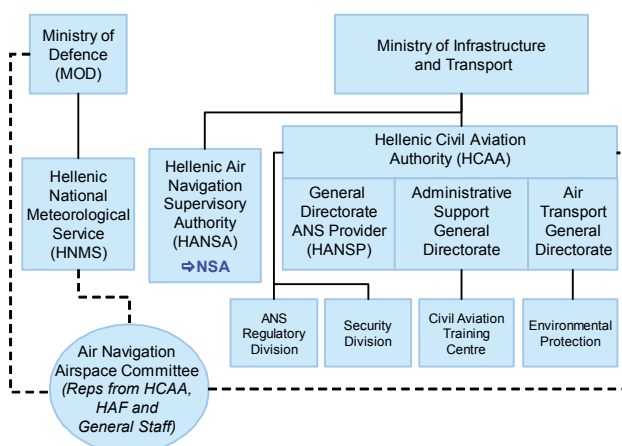 Ministry of
Defence
(MOD)
Ministry of Infrastructure
and Transport
Hellenic
National
Meteorological
Service
(HNMS)
Hellenic Air
Navigation
Supervisory
Authority
(HANSA)
⇨NSA
Hellenic Civil Aviation
Authority (HCAA)
General
Directorate
ANS Provider
(HANSP)
Administrative
Support
General
Directorate
Air
Transport
General
Directorate
ANS
Regulatory
Division
Security
Division
Civil Aviation
Training
Centre
Environmental
Protection
Air Navigation
Airspace Committee
(Reps from HCAA,
HAF and
General Staff)